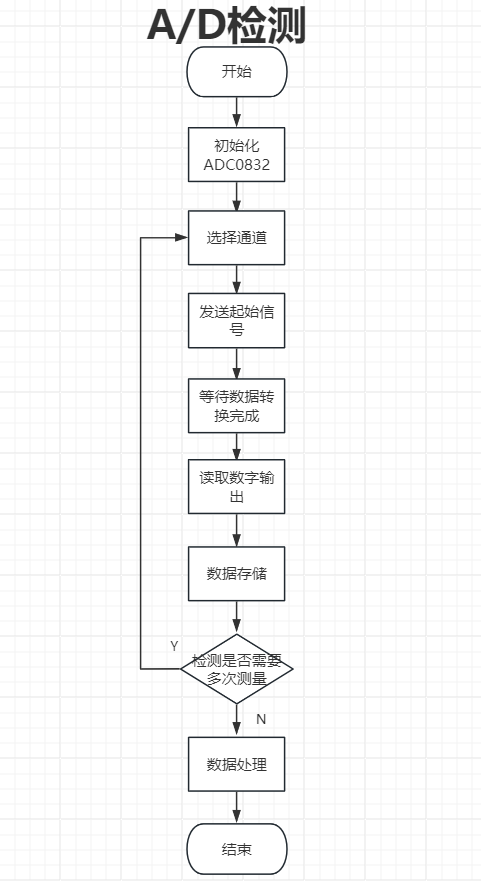 A/D检测
开始
初始化
ADC0832
选择通道
发送起始信
号
等待数据转
换完成
读取数字输
出
数据存储
Y
检测是否需要
多次测量
N
数据处理
结束